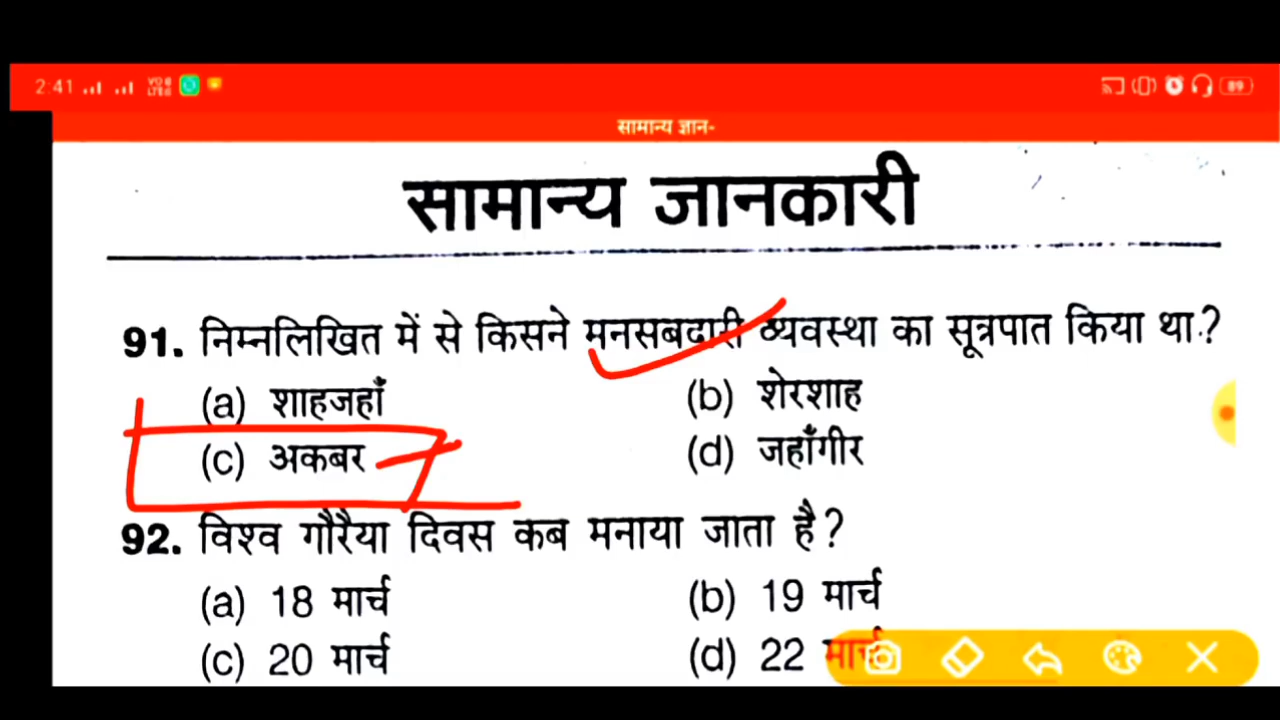 2:41
89
सामान्य ज्ञान-
सामान्य जानकारी
91. निम्नलिखित में से किसने मनसबदारी व्यवस्था का सूत्रपात किया था?
(a) शाहजहाँ (b) शेरशाह
(c) अकबर (d) जहाँगीर
92. विश्व गौरैया दिवस कब मनाया जाता है?
(a) 18 मार्च (b) 19 मार्च
(c) 20 मार्च (d) 22 मार्च